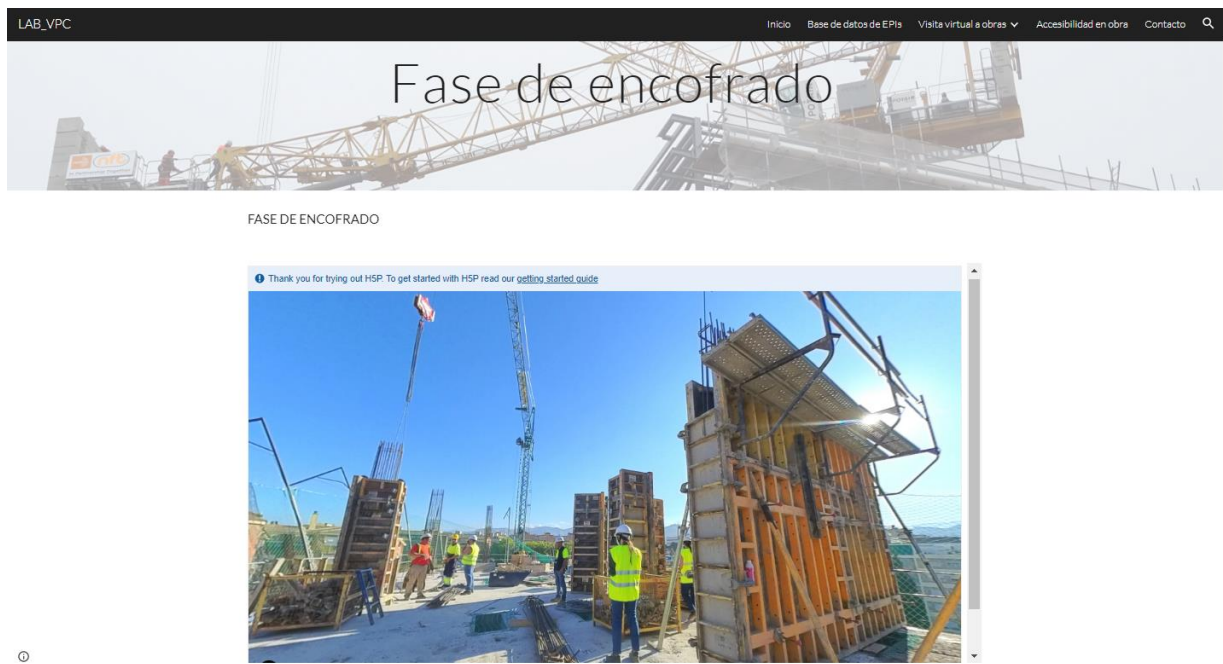 LAB_VPC
Inicio
Base de datos de EPIs
Visita virtual a obras
Accesibilidad en obra
Contacto
Fase de encofrado
FASE DE ENCOFRADO
Thank you for trying out H5P. To get started with H5P read our getting started guide